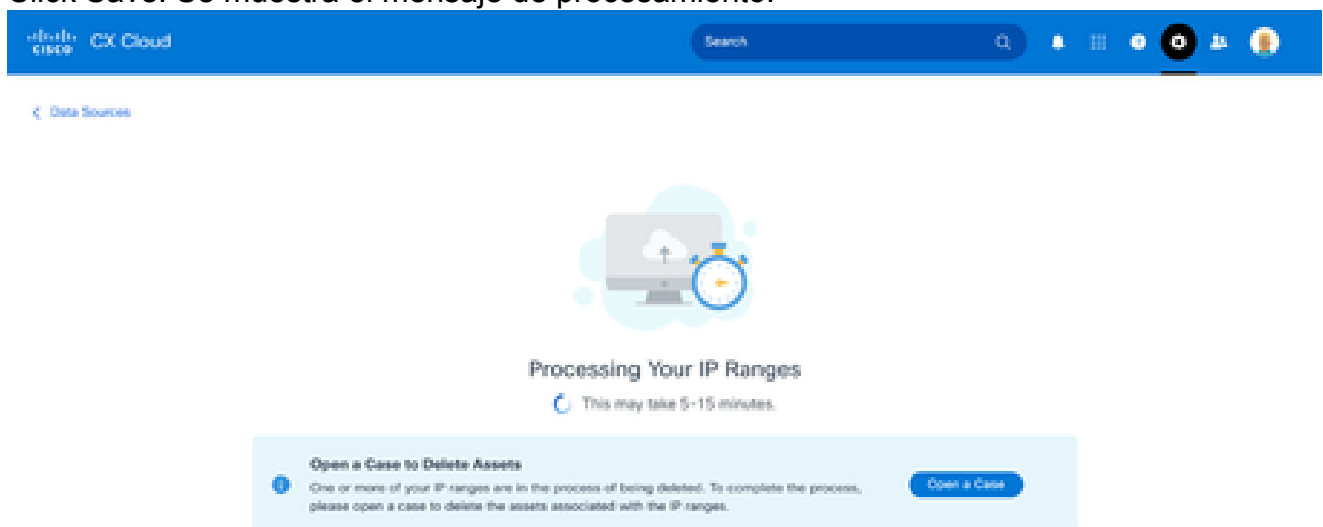 Click Save. Se muestra el mensaje de procesamiento.
CISCO CX Cloud Search
Data Sources
Processing Your IP Ranges
This may take 5-15 minutes.
Open a Case to Delete Assets
One or more of your IP ranges are in the process of being deleted. To complete the process,
please open a case to delete the assets associated with the IP ranges.
Open a Case